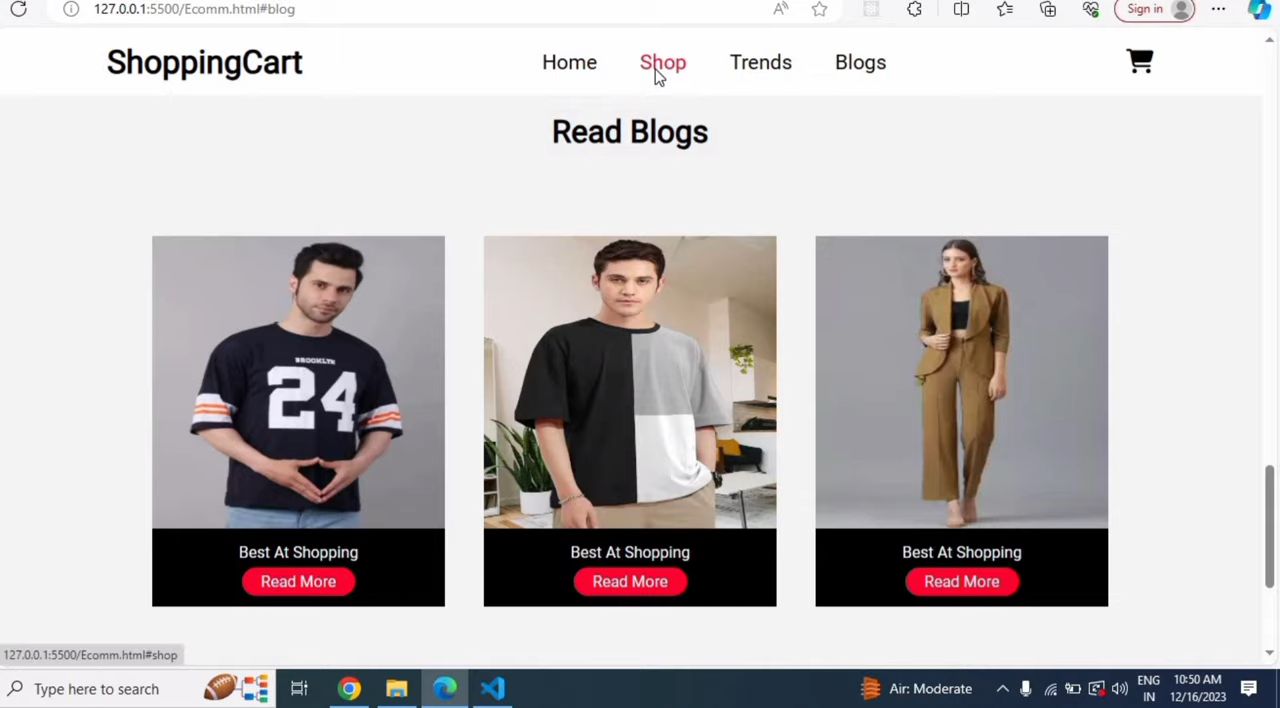 127.0.0.1:5500/Ecomm.html#blog
Sign in
ShoppingCart
Home
Shop
Trends
Blogs
Read Blogs
BROOKLYN
24
Best At Shopping
Read More
Best At Shopping
Read More
Best At Shopping
Read More
127.0.0.1:5500/Ecomm.html#shop
Type here to search
Air: Moderate
ENG
IN
10:50 AM
12/16/2023